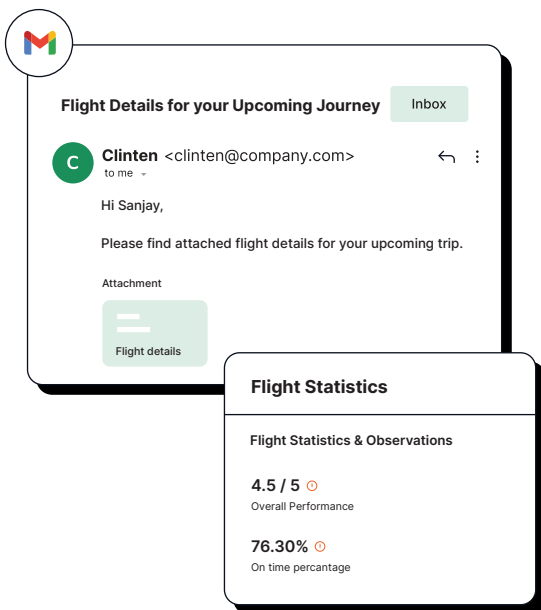 Flight Details for your Upcoming Journey
Inbox
C
Clinten <clinten@company.com>
to me
Hi Sanjay,
Please find attached flight details for your upcoming trip.
Attachment
Flight details
Flight Statistics
Flight Statistics & Observations
4.5 / 5
Overall Performance
76.30%
On time percantage